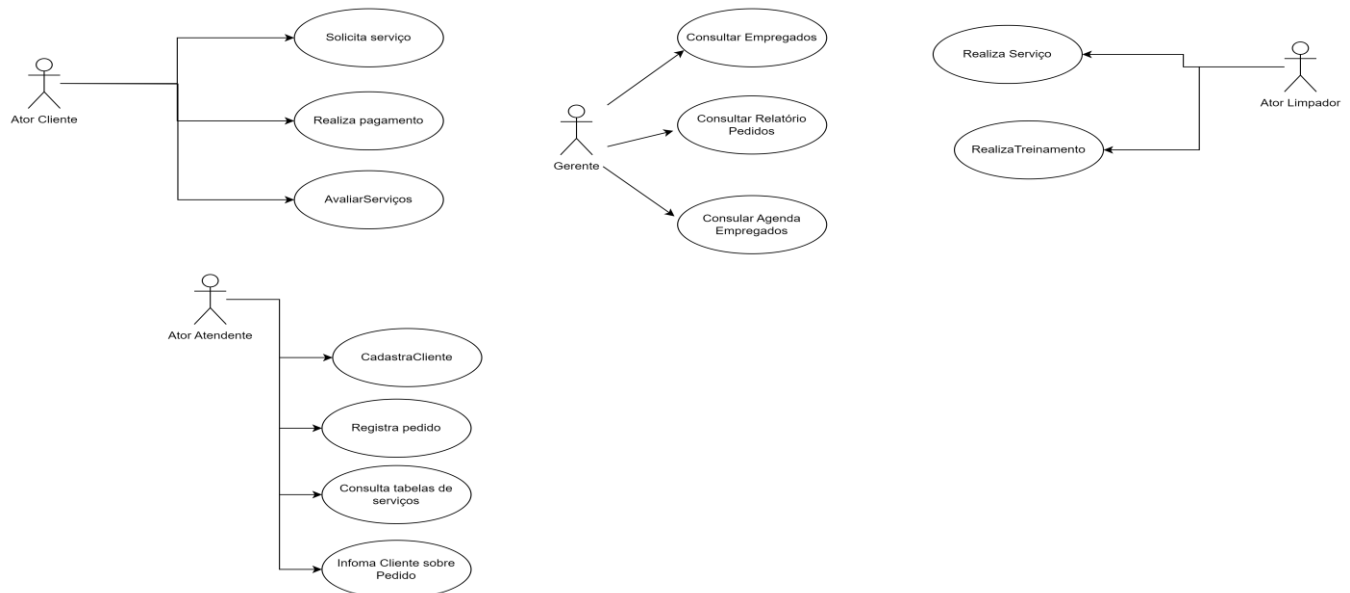 Solicita serviço
Realiza pagamento
AvaliarServiços
Ator Cliente
Consultar Empregados
Consultar Relatório
Pedidos
Consular Agenda
Empregados
Gerente
Realiza Serviço
RealizaTreinamento
Ator Limpador
Ator Atendente
CadastraCliente
Registra pedido
Consulta tabelas de
serviços
Infoma Cliente sobre
Pedido